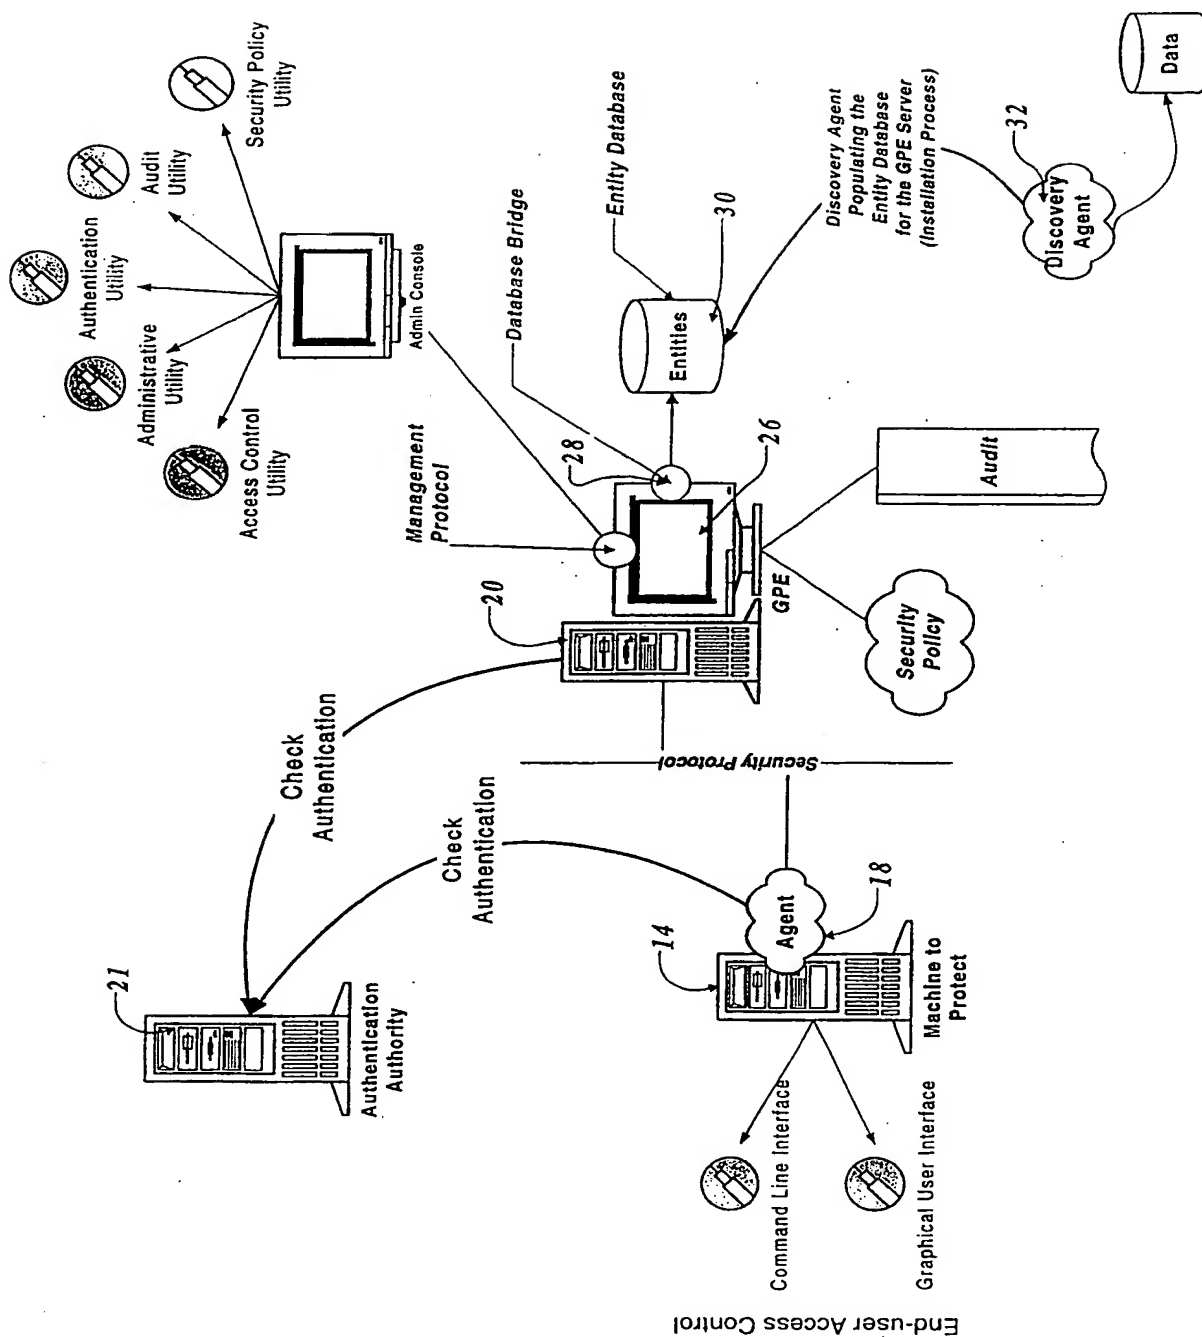 Security Policy
Utility
Audit
Utility
Authentication
Utility
Administrative
Utility
Access Control
Utility
Admin Console
Management
Protocol
Database Bridge
Entity Database
28
30
Entities
26
20
GPE
Discovery Agent
Populating the
Entity Database
for the GPE Server
(Installation Process)
32
Discovery
Agent
Data
Audit
Security
Policy
Check
Authentication
Check
Authentication
Security Protocol
21
Authentication
Authority
14
Agent
18
Machine to
Protect
Command Line Interface
Graphical User Interface
End-user Access Control